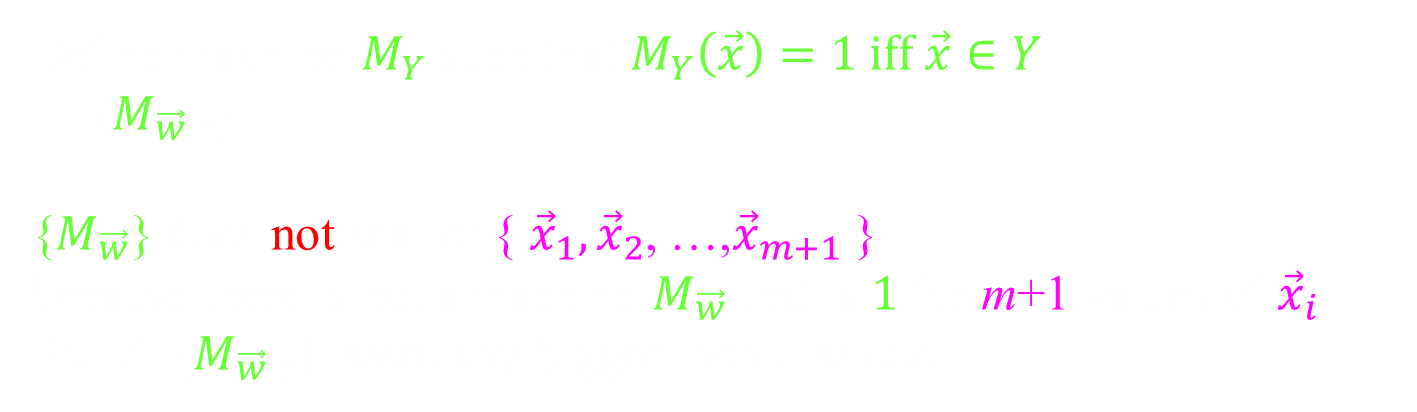 M_Y M_Y(x⃗) = 1 iff x⃗ ∈ Y
M_w⃗
{M_w⃗} not { x⃗_1, x⃗_2, …,x⃗_{m+1} }
M_w⃗ 1 m+1 x⃗_i
M_w⃗